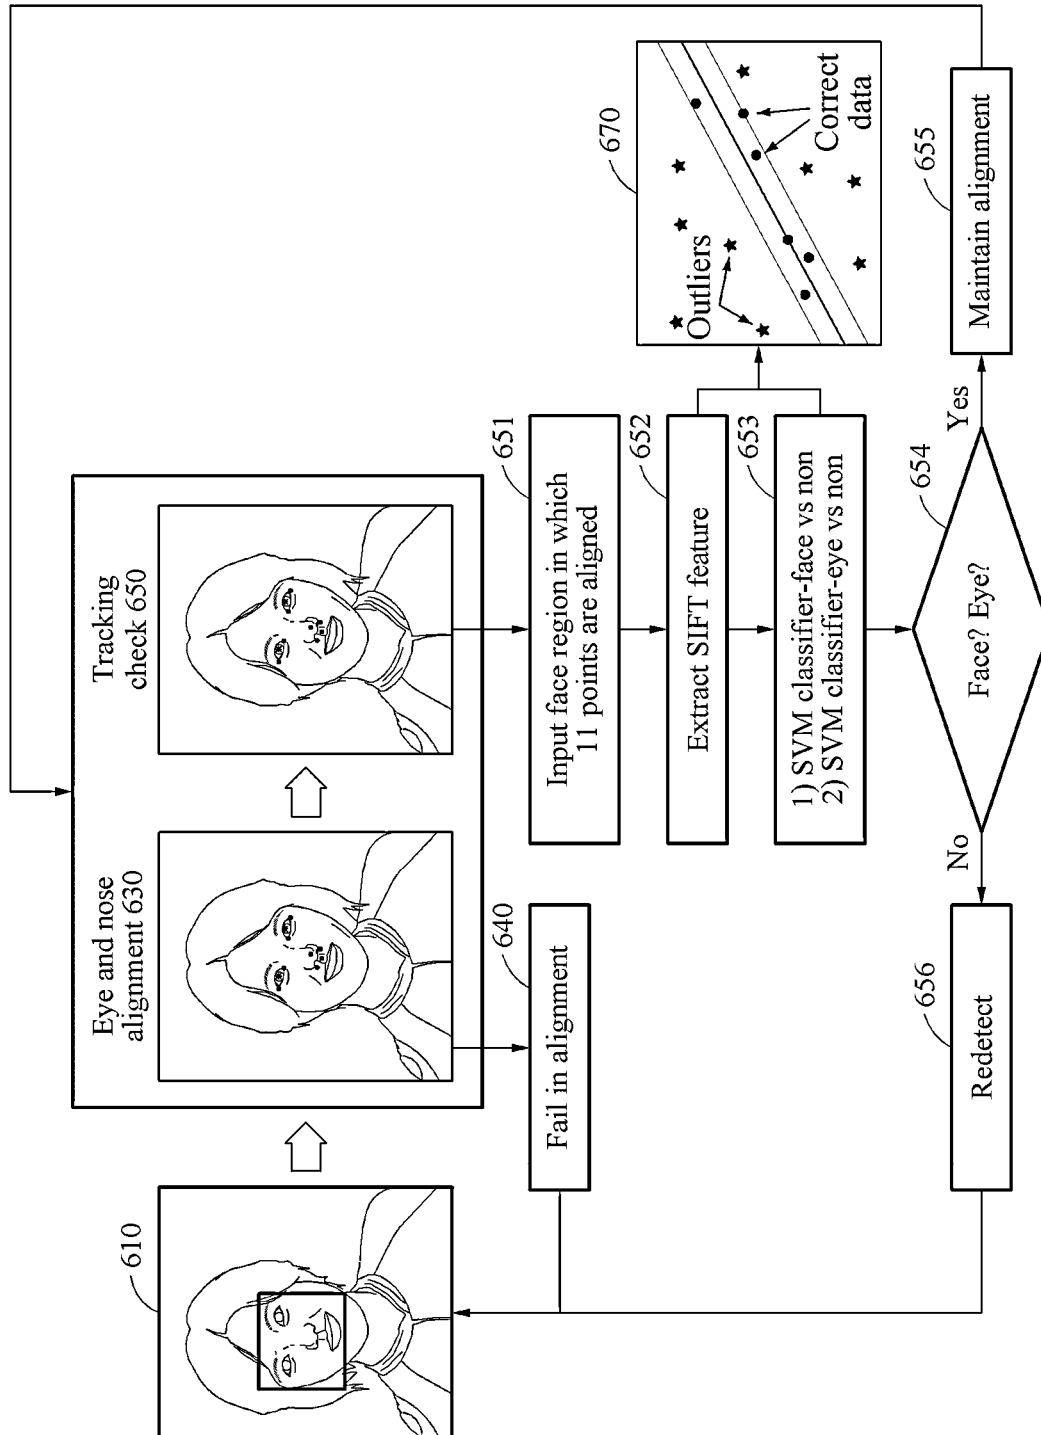 610
Eye and nose
alignment 630
Tracking
check 650
640
Fail in alignment
651
Input face region in which
11 points are aligned
652
Extract SIFT feature
653
1) SVM classifier-face vs non
2) SVM classifier-eye vs non
670
Outliers
Correct
data
654
Face? Eye?
No
Yes
656
Redetect
655
Maintain alignment